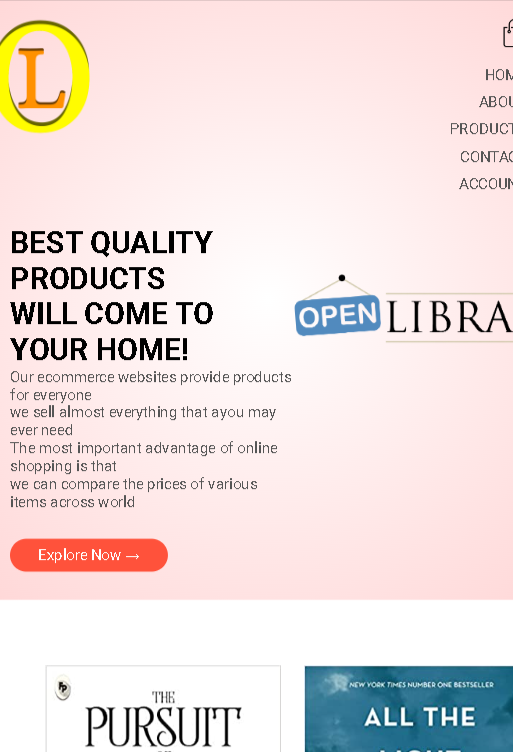 OL
HOM
ABOU
PRODUCT
CONTAC
ACCOUN
BEST QUALITY
PRODUCTS
WILL COME TO
YOUR HOME!
Our ecommerce websites provide products
for everyone
we sell almost everything that ayou may
ever need
The most important advantage of online
shopping is that
we can compare the prices of various
items across world
Explore Now →
OPEN LIBRA
FP
THE
PURSUIT
NEW YORK TIMES NUMBER ONE BESTSELLER
ALL THE